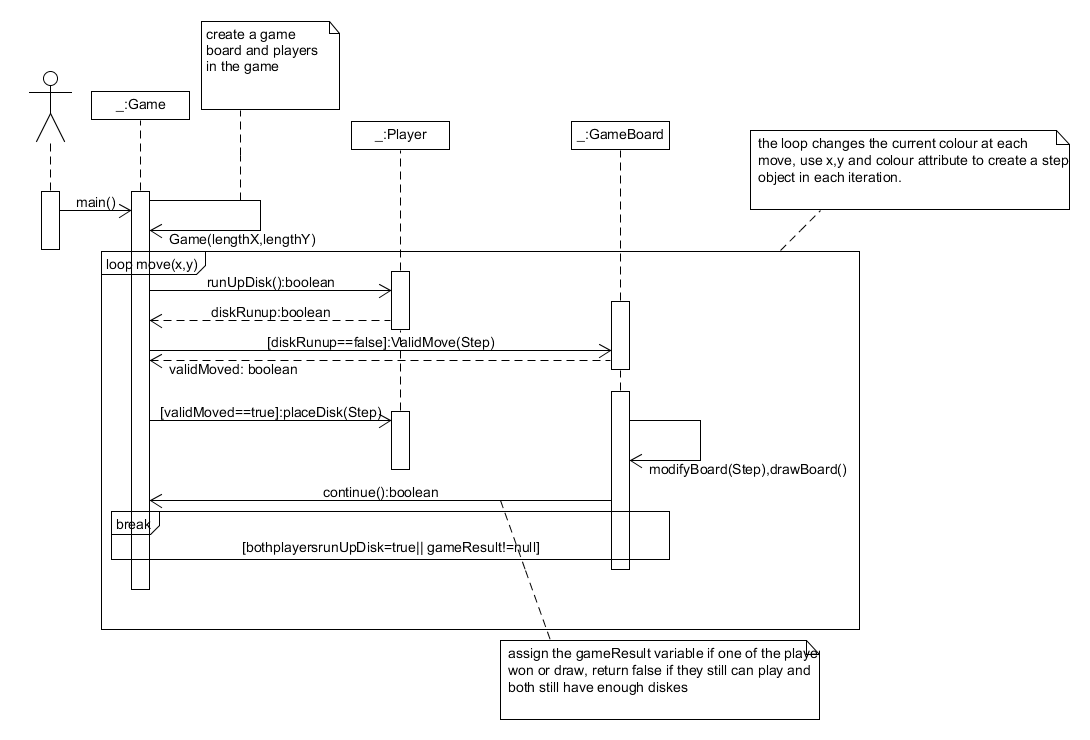 create a game
board and players
in the game
_:Game
_:Player
_:GameBoard
the loop changes the current colour at each
move, use x,y and colour attribute to create a step
object in each iteration.
main()
Game(lengthX,lengthY)
loop move(x,y)
runUpDisk():boolean
diskRunup:boolean
[diskRunup==false]:ValidMove(Step)
validMoved: boolean
[validMoved==true]:placeDisk(Step)
modifyBoard(Step),drawBoard()
continue():boolean
break
[bothplayersrunUpDisk=true|| gameResult!=null]
assign the gameResult variable if one of the player
won or draw, return false if they still can play and
both still have enough diskes